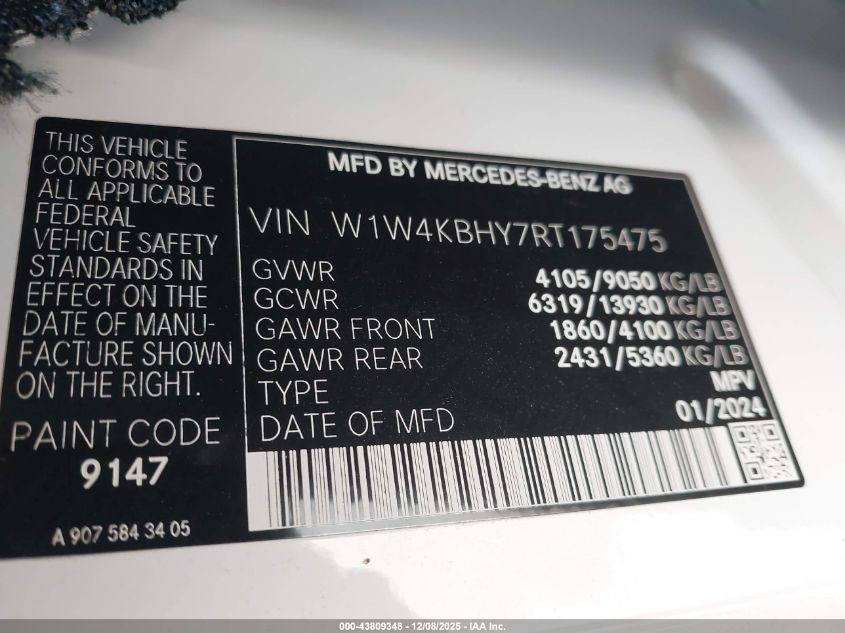 THIS VEHICLE
CONFORMS TO
ALL APPLICABLE
FEDERAL
VEHICLE SAFETY
STANDARDS IN
EFFECT ON THE
DATE OF MANU-
FACTURE SHOWN
ON THE RIGHT.
PAINT CODE
9147
A 907 584 34 05
MFD BY MERCEDES-BENZ AG
VIN W1W4KBHY7RT175475
GVWR 4105/9050 KG/LB
GCWR 6319/13930 KG/LB
GAWR FRONT 1860/4100 KG/LB
GAWR REAR 2431/5360 KG/LB
TYPE MPV
DATE OF MFD 01/2024
000-43809348 - 12/08/2025 - IAA Inc.